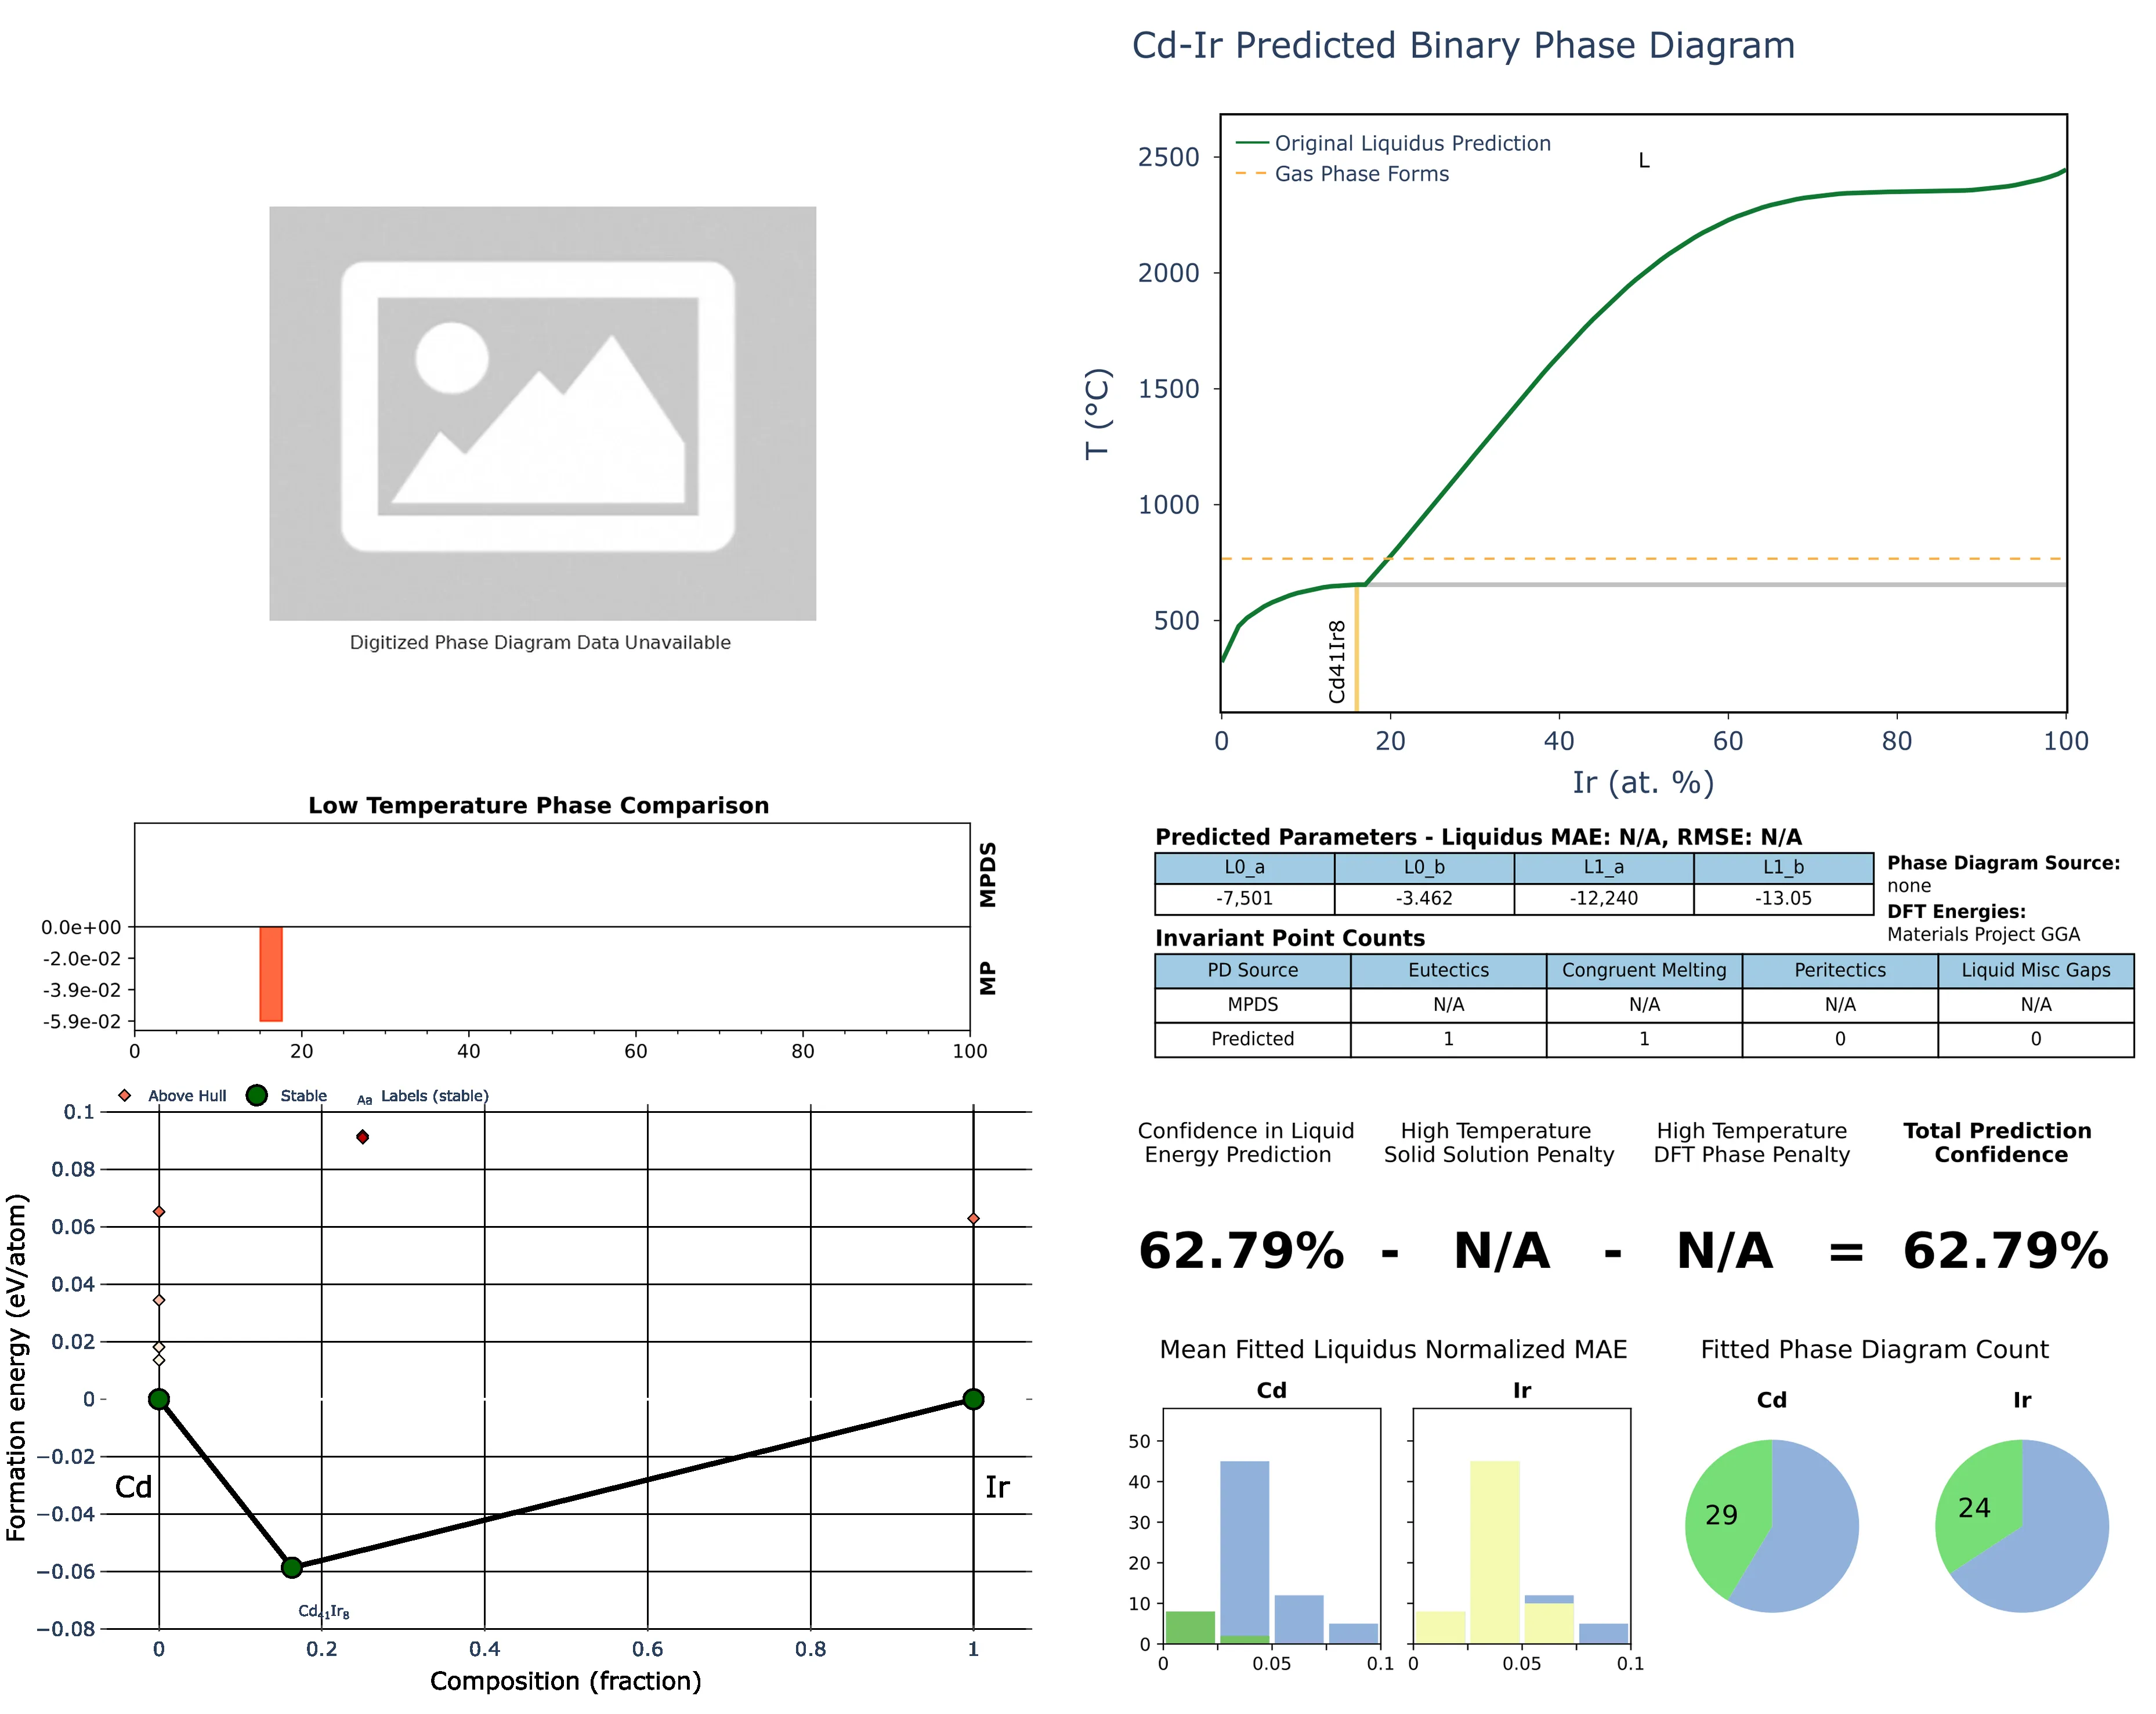 Cd-Ir Predicted Binary Phase Diagram
Original Liquidus Prediction
Gas Phase Forms
L
2500
2000
1500
1000
500
T (°C)
Cd41Ir8
0 20 40 60 80 100
Ir (at. %)
Digitized Phase Diagram Data Unavailable
Low Temperature Phase Comparison
MPDS
MP
0.0e+00
-2.0e-02
-3.9e-02
-5.9e-02
0 20 40 60 80 100
Predicted Parameters - Liquidus MAE: N/A, RMSE: N/A
L0_a L0_b L1_a L1_b
-7,501 -3.462 -12,240 -13.05
Phase Diagram Source:
none
DFT Energies:
Materials Project GGA
Invariant Point Counts
PD Source Eutectics Congruent Melting Peritectics Liquid Misc Gaps
MPDS N/A N/A N/A N/A
Predicted 1 1 0 0
Above Hull Stable Aa Labels (stable)
0.1
0.08
0.06
0.04
0.02
0
−0.02
−0.04
−0.06
−0.08
Formation energy (eV/atom)
Cd
Ir
Cd₄₁Ir₈
0 0.2 0.4 0.6 0.8 1
Composition (fraction)
Confidence in Liquid
Energy Prediction
High Temperature
Solid Solution Penalty
High Temperature
DFT Phase Penalty
Total Prediction
Confidence
62.79% - N/A - N/A = 62.79%
Mean Fitted Liquidus Normalized MAE
Cd
Ir
50
40
30
20
10
0
0 0.05 0.1
0 0.05 0.1
Fitted Phase Diagram Count
Cd
Ir
29
24